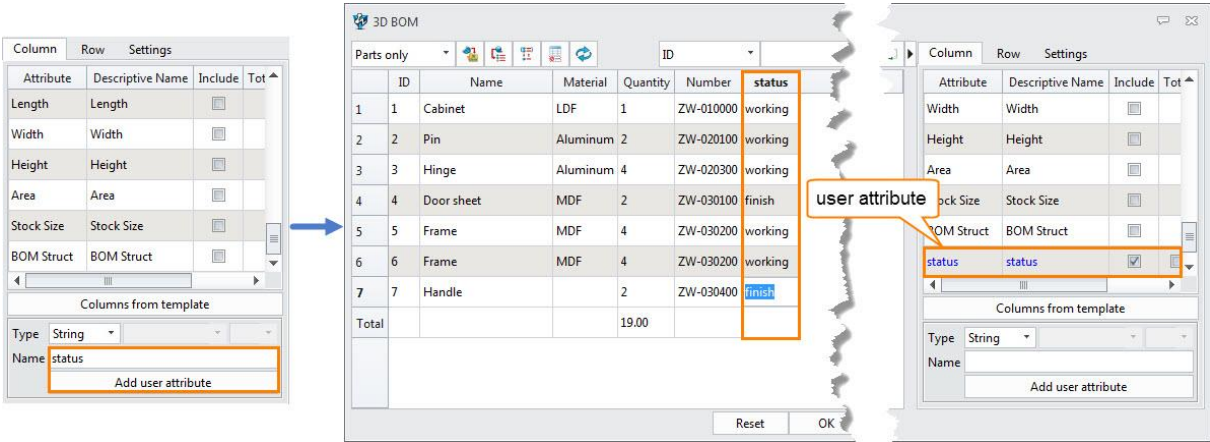 Column Row Settings
Attribute Descriptive Name Include Tot
Length Length
Width Width
Height Height
Area Area
Stock Size Stock Size
BOM Struct BOM Struct
Columns from template
Type String
Name status
Add user attribute
3D BOM
Parts only ID
ID Name Material Quantity Number status
1 1 Cabinet LDF 1 ZW-010000 working
2 2 Pin Aluminum 2 ZW-020100 working
3 3 Hinge Aluminum 4 ZW-020300 working
4 4 Door sheet MDF 2 ZW-030100 finish
5 5 Frame MDF 4 ZW-030200 working
6 6 Frame MDF 4 ZW-030200 working
7 7 Handle 2 ZW-030400 finish
Total 19.00
Reset OK
user attribute
Column Row Settings
Attribute Descriptive Name Include Tot
Width Width
Height Height
Area Area
ock Size Stock Size
BOM Struct BOM Struct
status status
Columns from template
Type String
Name
Add user attribute